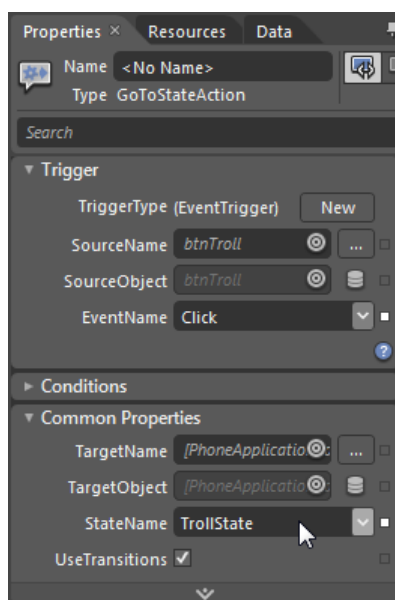 Properties × Resources Data
Name <No Name>
Type GoToStateAction
Search
Trigger
TriggerType (EventTrigger) New
SourceName btnTroll ...
SourceObject btnTroll
EventName Click
?
Conditions
Common Properties
TargetName [PhoneApplicatio ...
TargetObject [PhoneApplicatio
StateName TrollState
UseTransitions